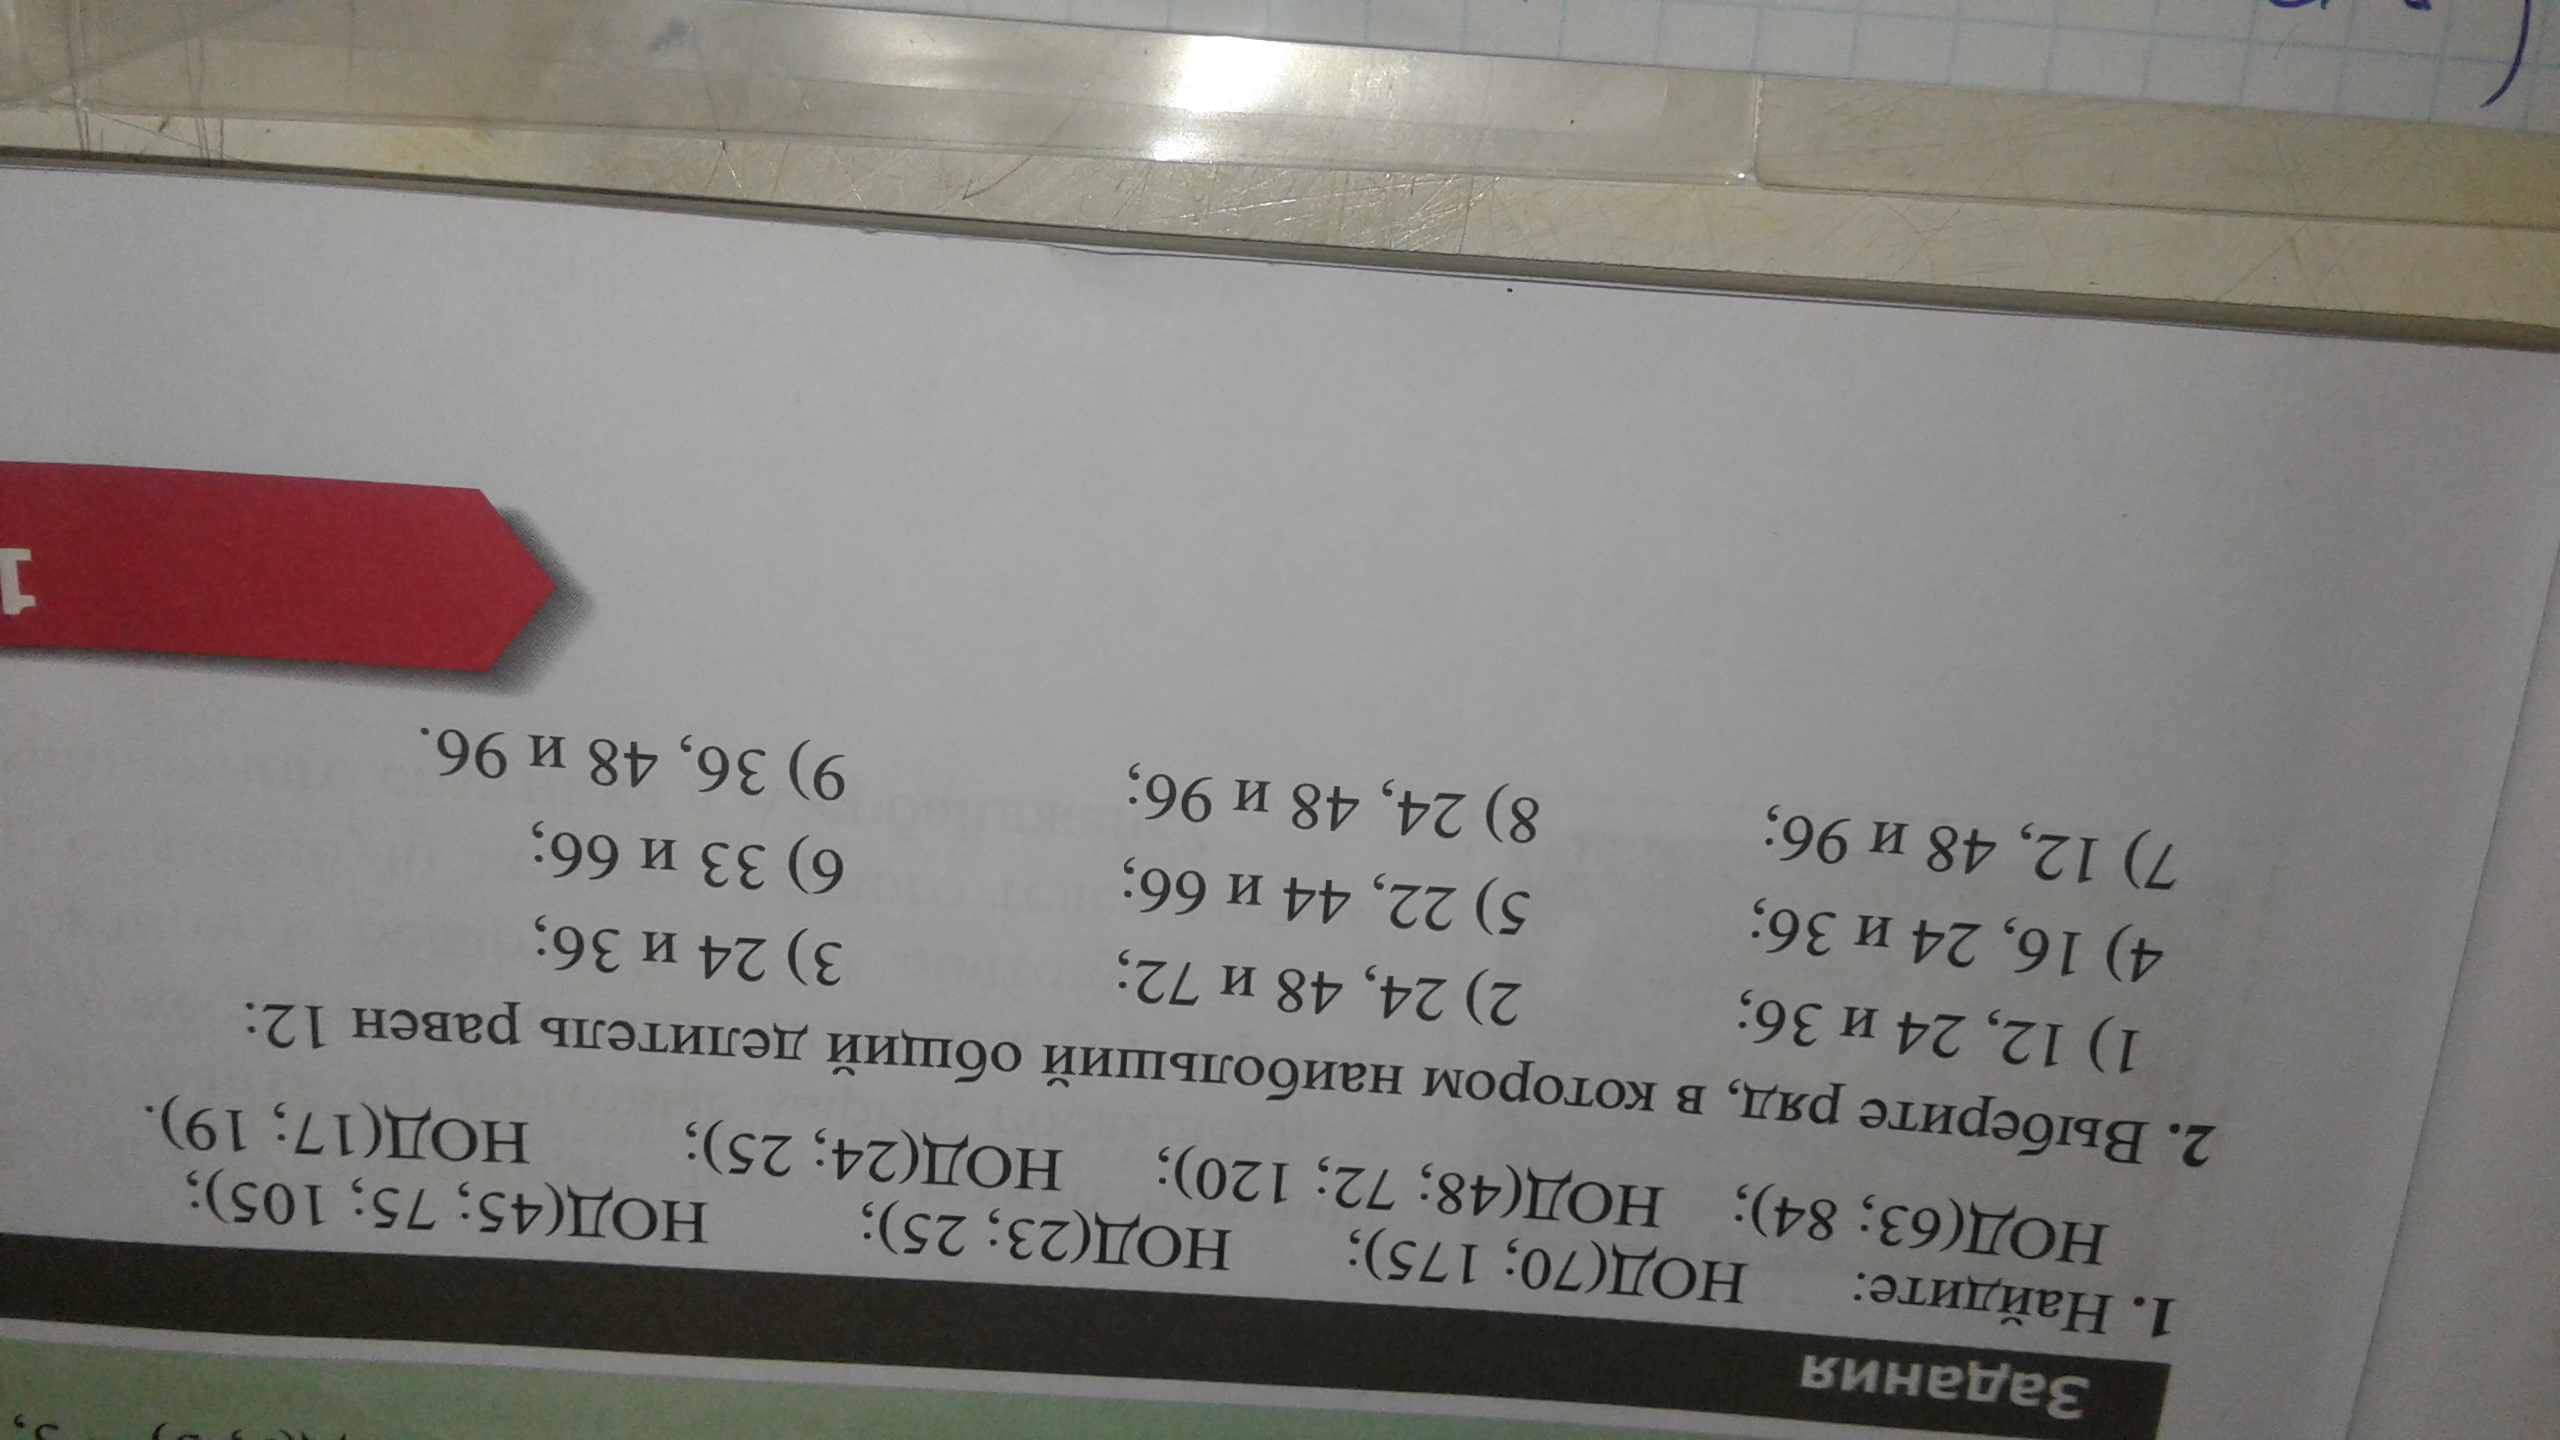 Задания
1. Найдите: НОД(70; 175); НОД(23; 25); НОД(45; 75; 105);
НОД(63; 84); НОД(48; 72; 120); НОД(24; 25); НОД(17; 19).
2. Выберите ряд, в котором наибольший общий делитель равен 12:
1) 12, 24 и 36; 2) 24, 48 и 72; 3) 24 и 36;
4) 16, 24 и 36; 5) 22, 44 и 66; 6) 33 и 66;
7) 12, 48 и 96; 8) 24, 48 и 96; 9) 36, 48 и 96.
1